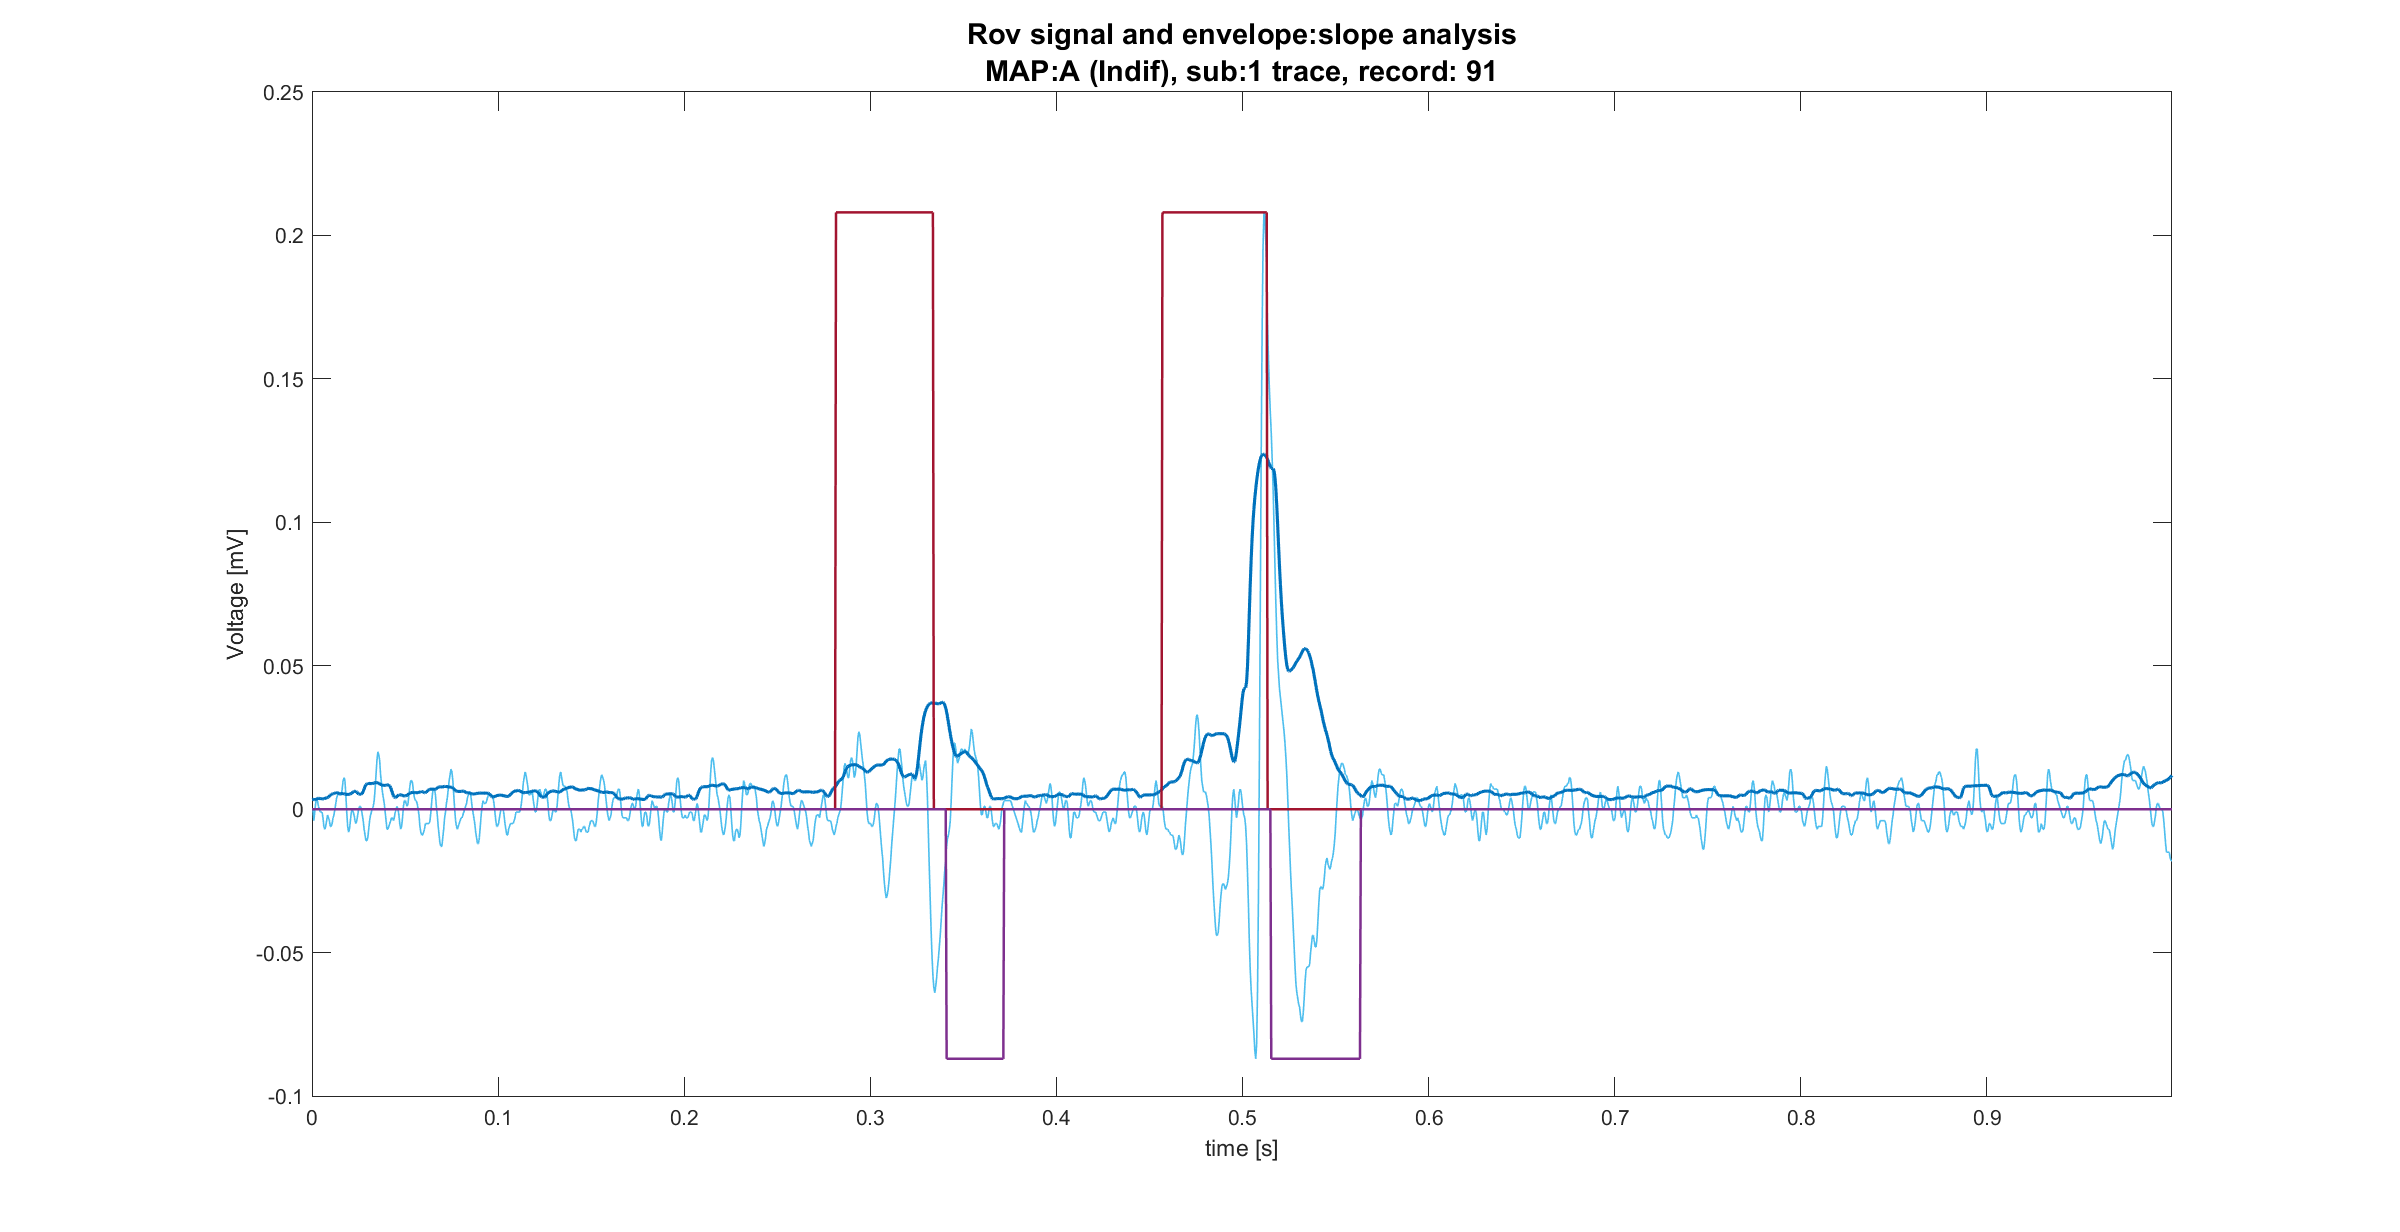 Rov signal and envelope:slope analysis
MAP:A (Indif), sub:1 trace, record: 91
0.25
0.2
0.15
0.1
0.05
0
-0.05
-0.1
Voltage [mV]
0 0.1 0.2 0.3 0.4 0.5 0.6 0.7 0.8 0.9
time [s]